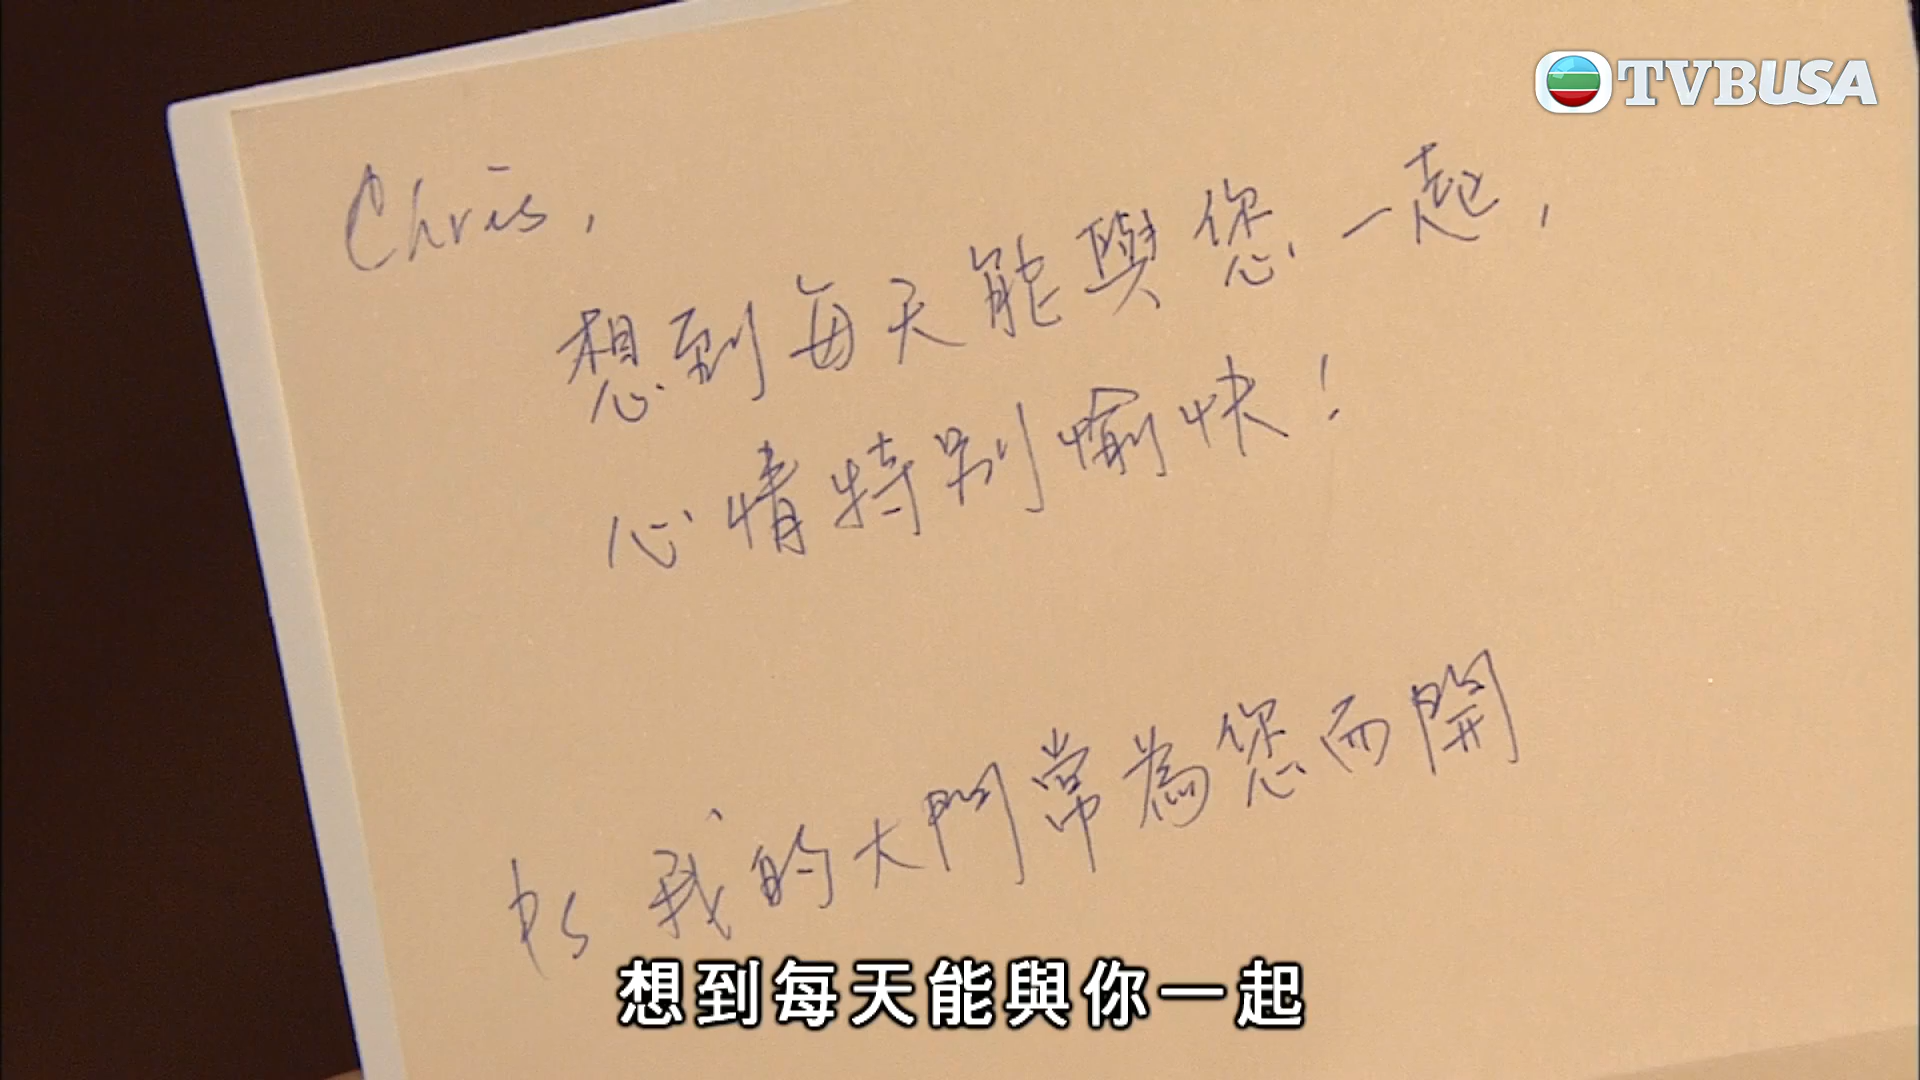 TVBUSA
Chris,
想到每天能與您一起,
心情特別愉快!
ps 我的大門常為您而開
想到每天能與你一起